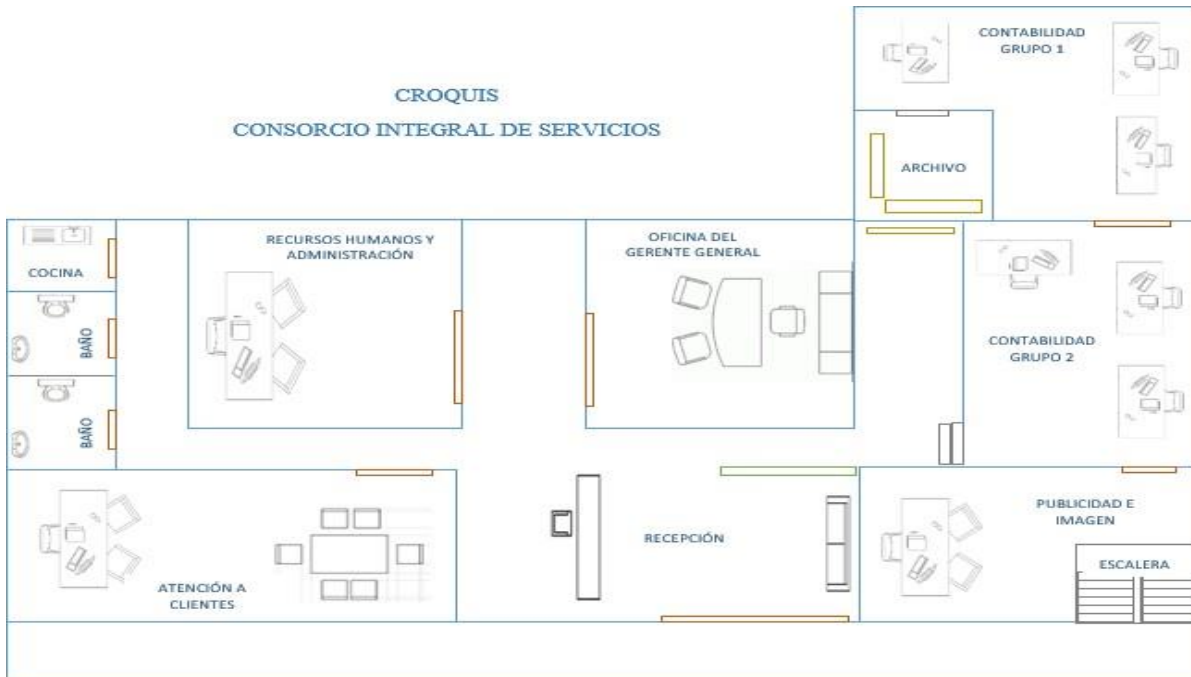 CROQUIS
CONSORCIO INTEGRAL DE SERVICIOS
CONTABILIDAD
GRUPO 1
ARCHIVO
RECURSOS HUMANOS Y
ADMINISTRACIÓN
OFICINA DEL
GERENTE GENERAL
COCINA
BAÑO
BAÑO
CONTABILIDAD
GRUPO 2
ATENCIÓN A
CLIENTES
RECEPCIÓN
PUBLICIDAD E
IMAGEN
ESCALERA